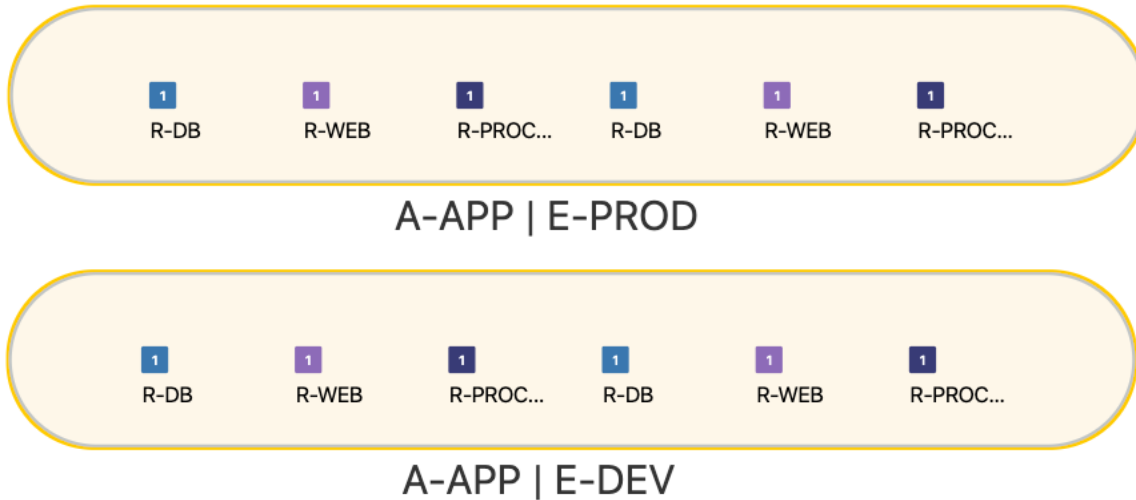 1 1 1 1 1 1
R-DB R-WEB R-PROC... R-DB R-WEB R-PROC...
A-APP | E-PROD
1 1 1 1 1 1
R-DB R-WEB R-PROC... R-DB R-WEB R-PROC...
A-APP | E-DEV